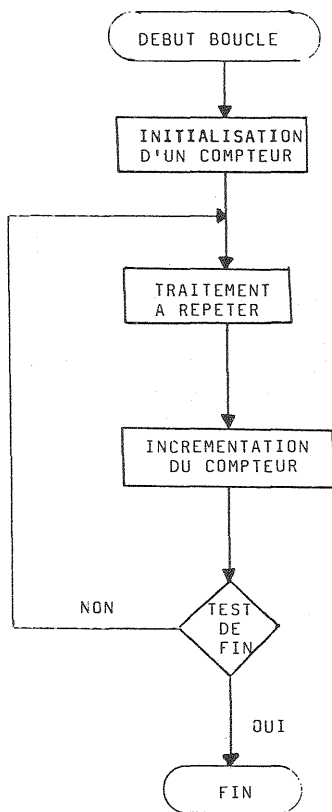 DEBUT BOUCLE
INITIALISATION
D'UN COMPTEUR
TRAITEMENT
A REPETER
INCREMENTATION
DU COMPTEUR
TEST
DE
FIN
NON
OUI
FIN